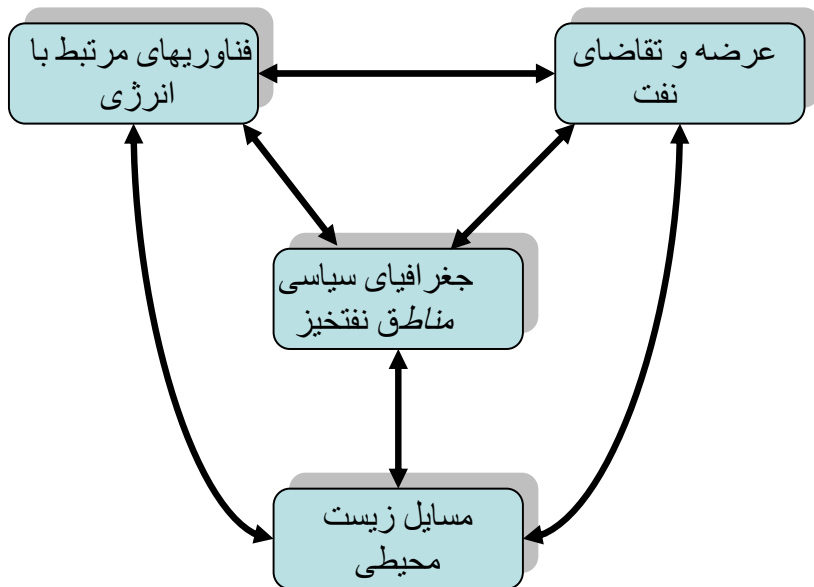 عرضه و تقاضای
نفت
فناوریهای مرتبط با
انرژی
جغرافیای سیاسی
مناطق نفتخیز
مسایل زیست
محیطی